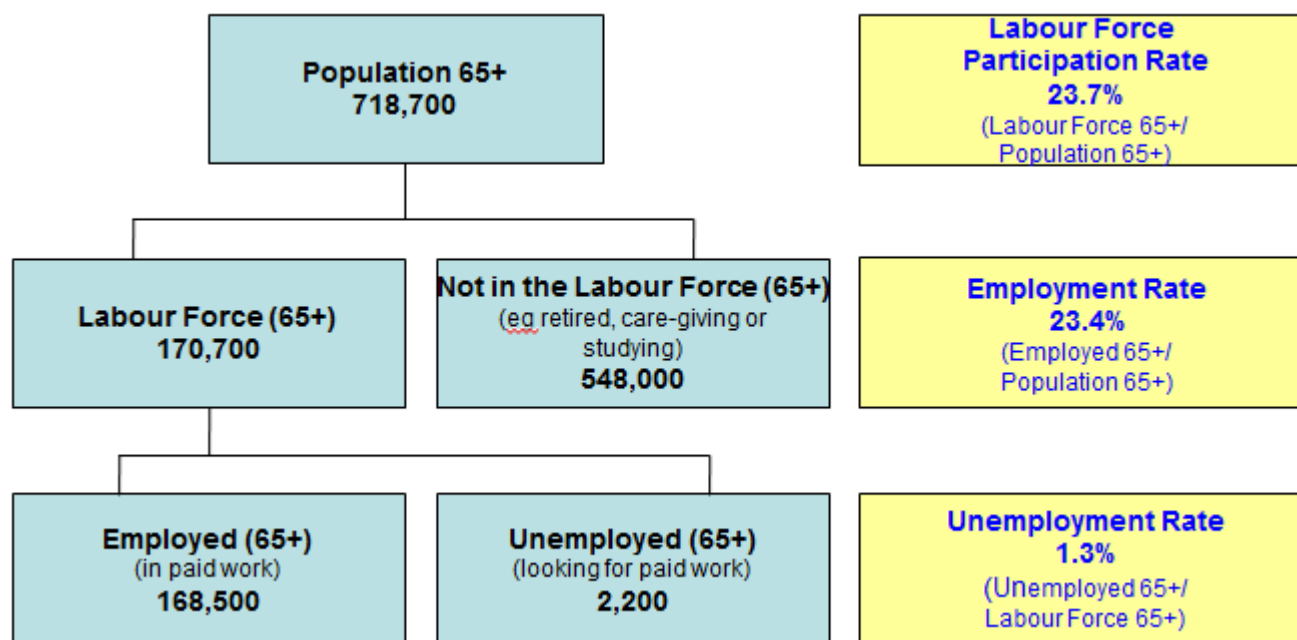 Population 65+
718,700
Labour Force
Participation Rate
23.7%
(Labour Force 65+/
Population 65+)
Labour Force (65+)
170,700
Not in the Labour Force (65+)
(eg retired, care-giving or
studying)
548,000
Employment Rate
23.4%
(Employed 65+/
Population 65+)
Employed (65+)
(in paid work)
168,500
Unemployed (65+)
(looking for paid work)
2,200
Unemployment Rate
1.3%
(Unemployed 65+/
Labour Force 65+)